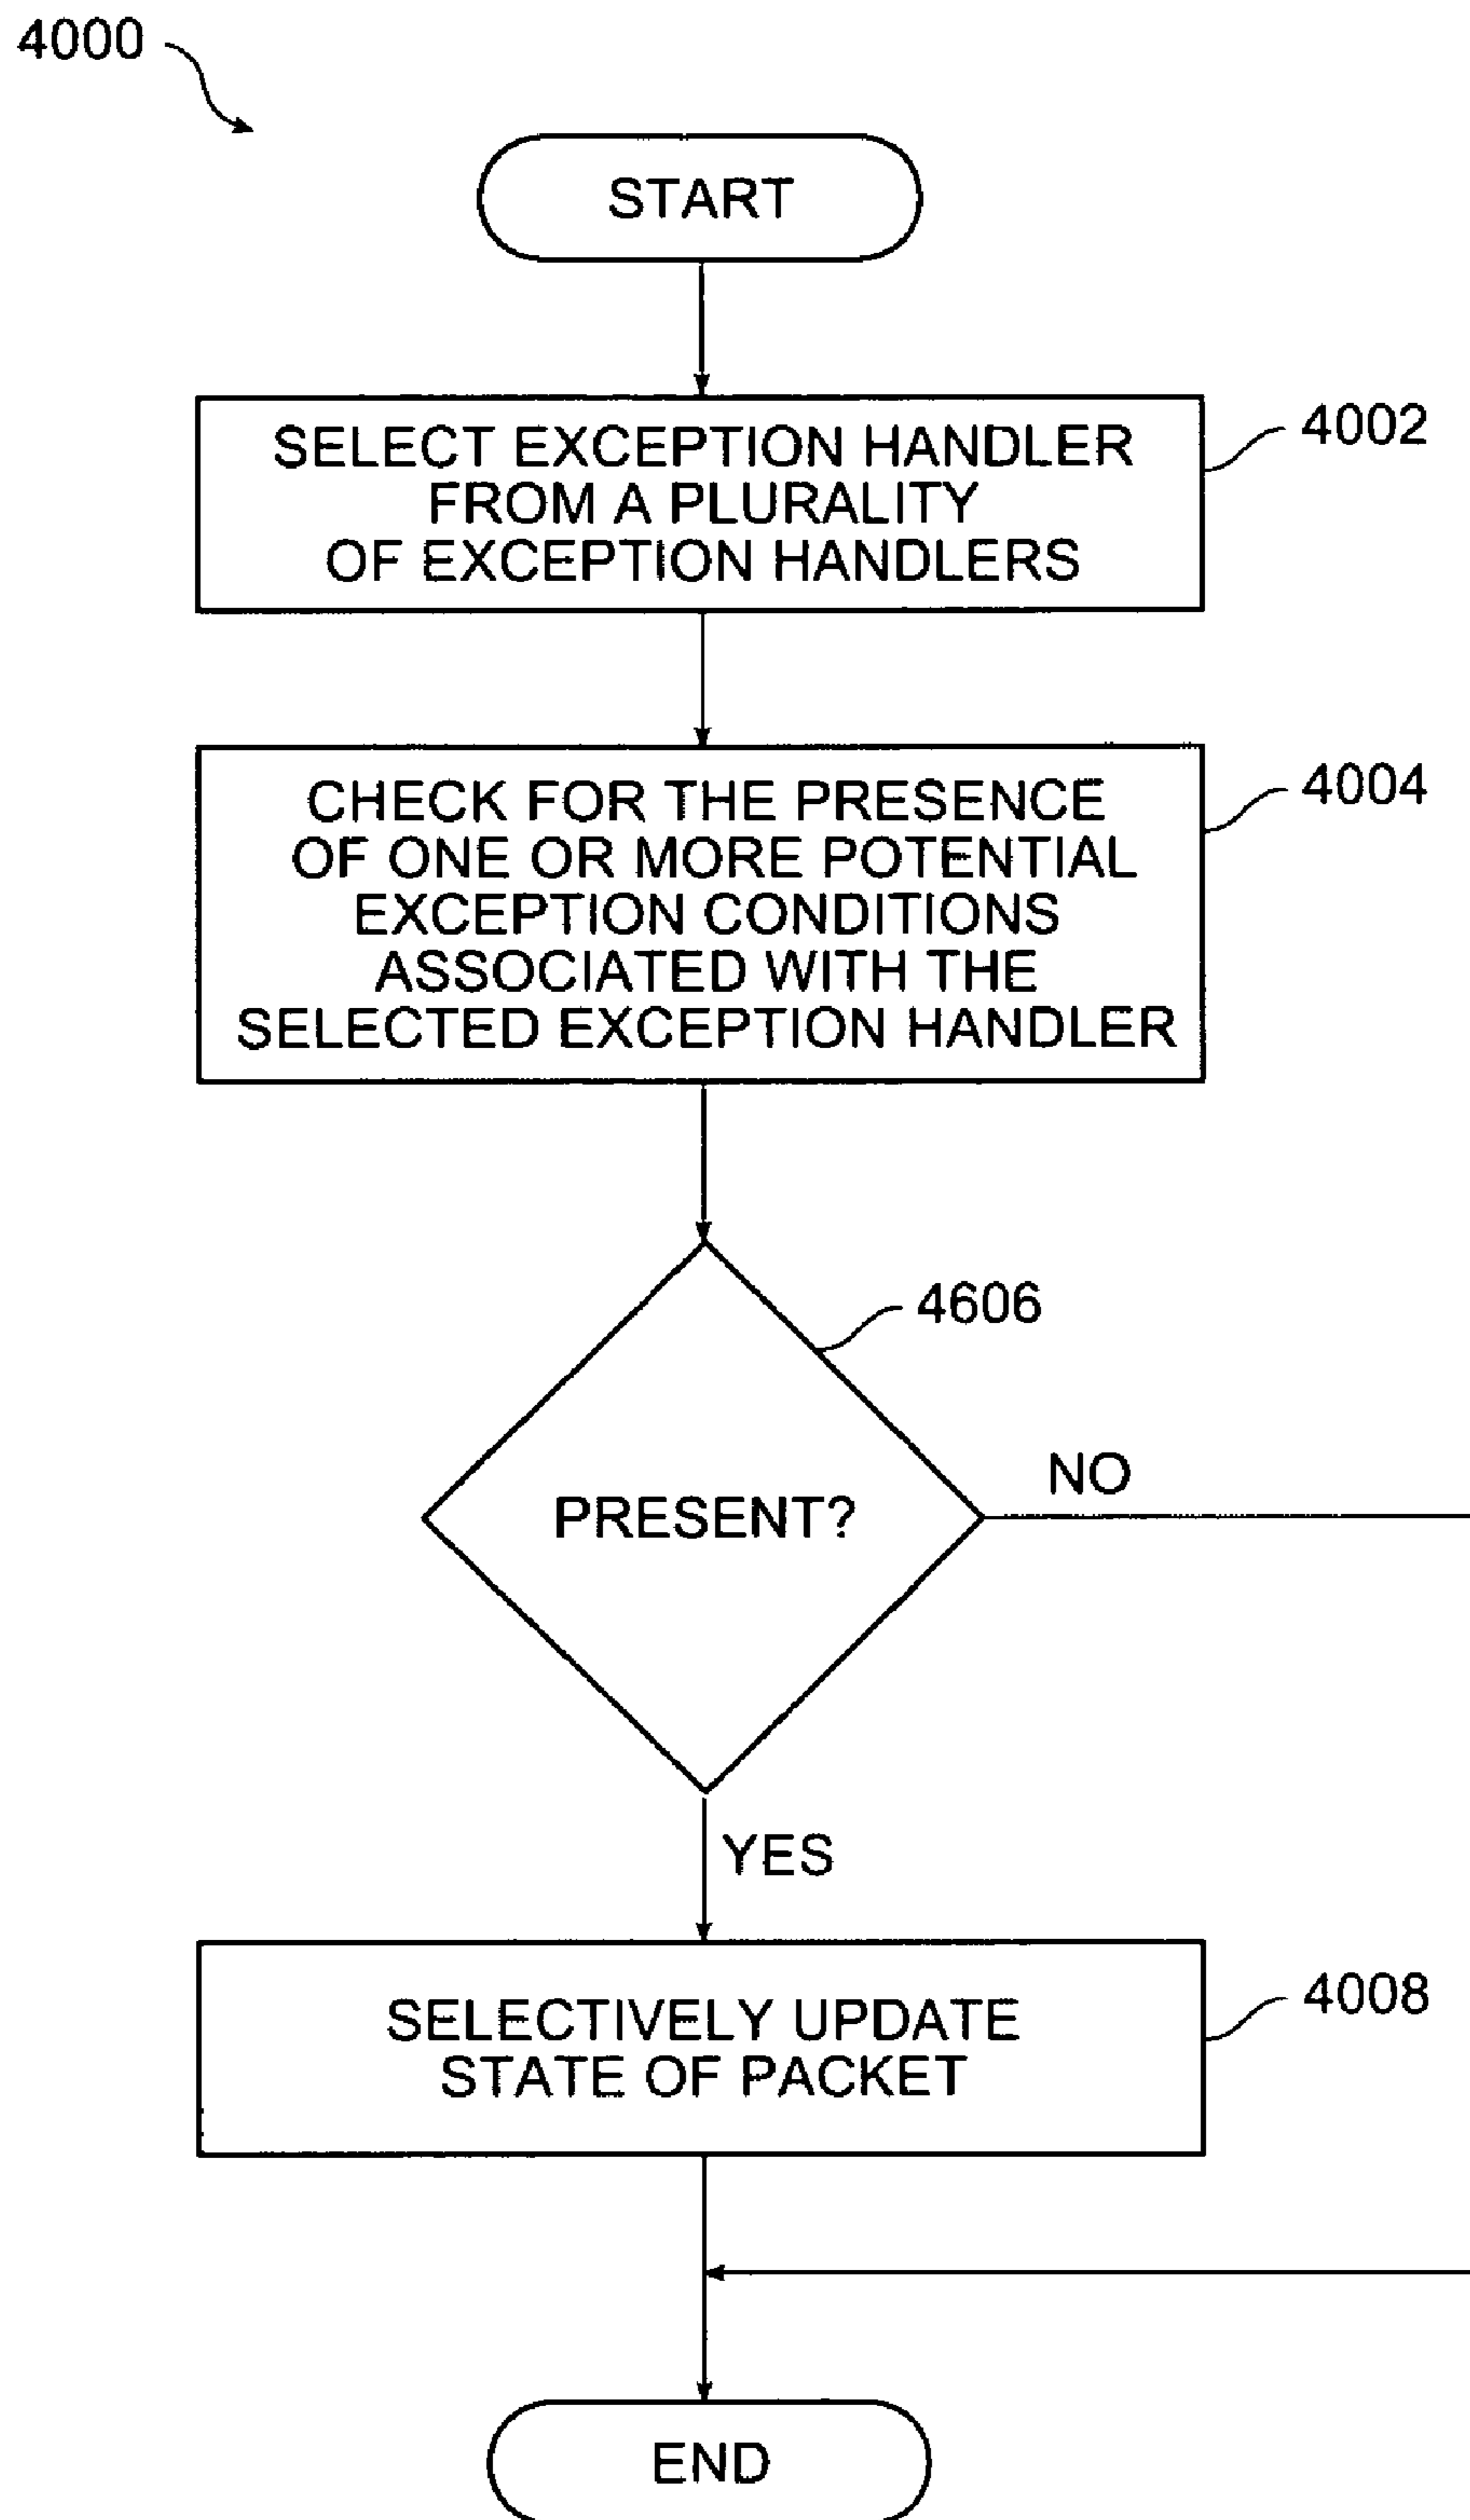 4000
START
SELECT EXCEPTION HANDLER
FROM A PLURALITY
OF EXCEPTION HANDLERS
4002
CHECK FOR THE PRESENCE
OF ONE OR MORE POTENTIAL
EXCEPTION CONDITIONS
ASSOCIATED WITH THE
SELECTED EXCEPTION HANDLER
4004
4606
PRESENT?
NO
YES
SELECTIVELY UPDATE
STATE OF PACKET
4008
END